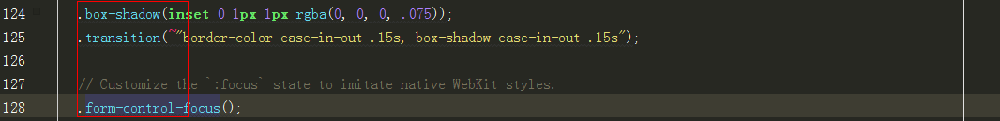 124 .box-shadow(inset 0 1px 1px rgba(0, 0, 0, .075));
125 .transition(~"border-color ease-in-out .15s, box-shadow ease-in-out .15s");
126
127 // Customize the `:focus` state to imitate native WebKit styles.
128 .form-control-focus();